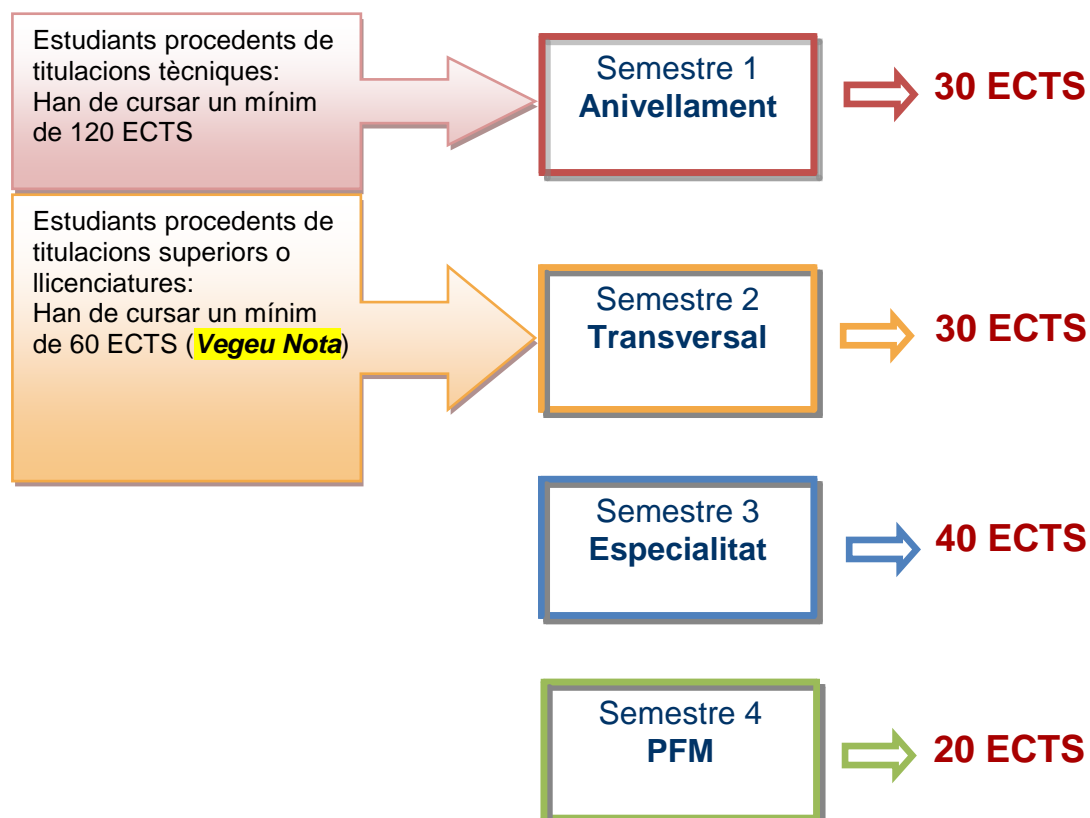 Estudiants procedents de
titulacions tècniques:
Han de cursar un mínim
de 120 ECTS
Semestre 1
Anivellament
30 ECTS
Estudiants procedents de
titulacions superiors o
llicenciatures:
Han de cursar un mínim
de 60 ECTS (Vegeu Nota)
Semestre 2
Transversal
30 ECTS
Semestre 3
Especialitat
40 ECTS
Semestre 4
PFM
20 ECTS